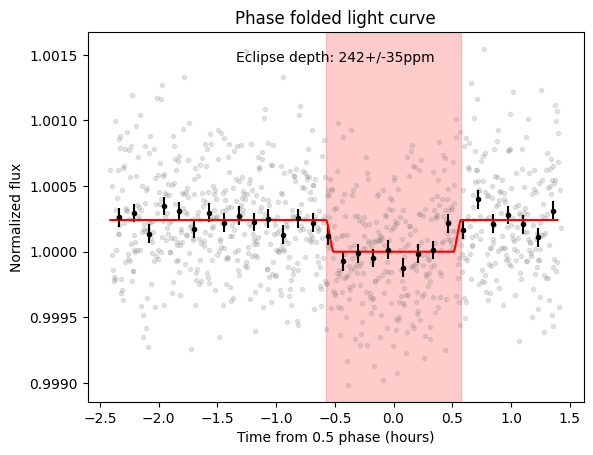 Phase folded light curve
Eclipse depth: 242+/-35ppm
Normalized flux
1.0015
1.0010
1.0005
1.0000
0.9995
0.9990
−2.5 −2.0 −1.5 −1.0 −0.5 0.0 0.5 1.0 1.5
Time from 0.5 phase (hours)